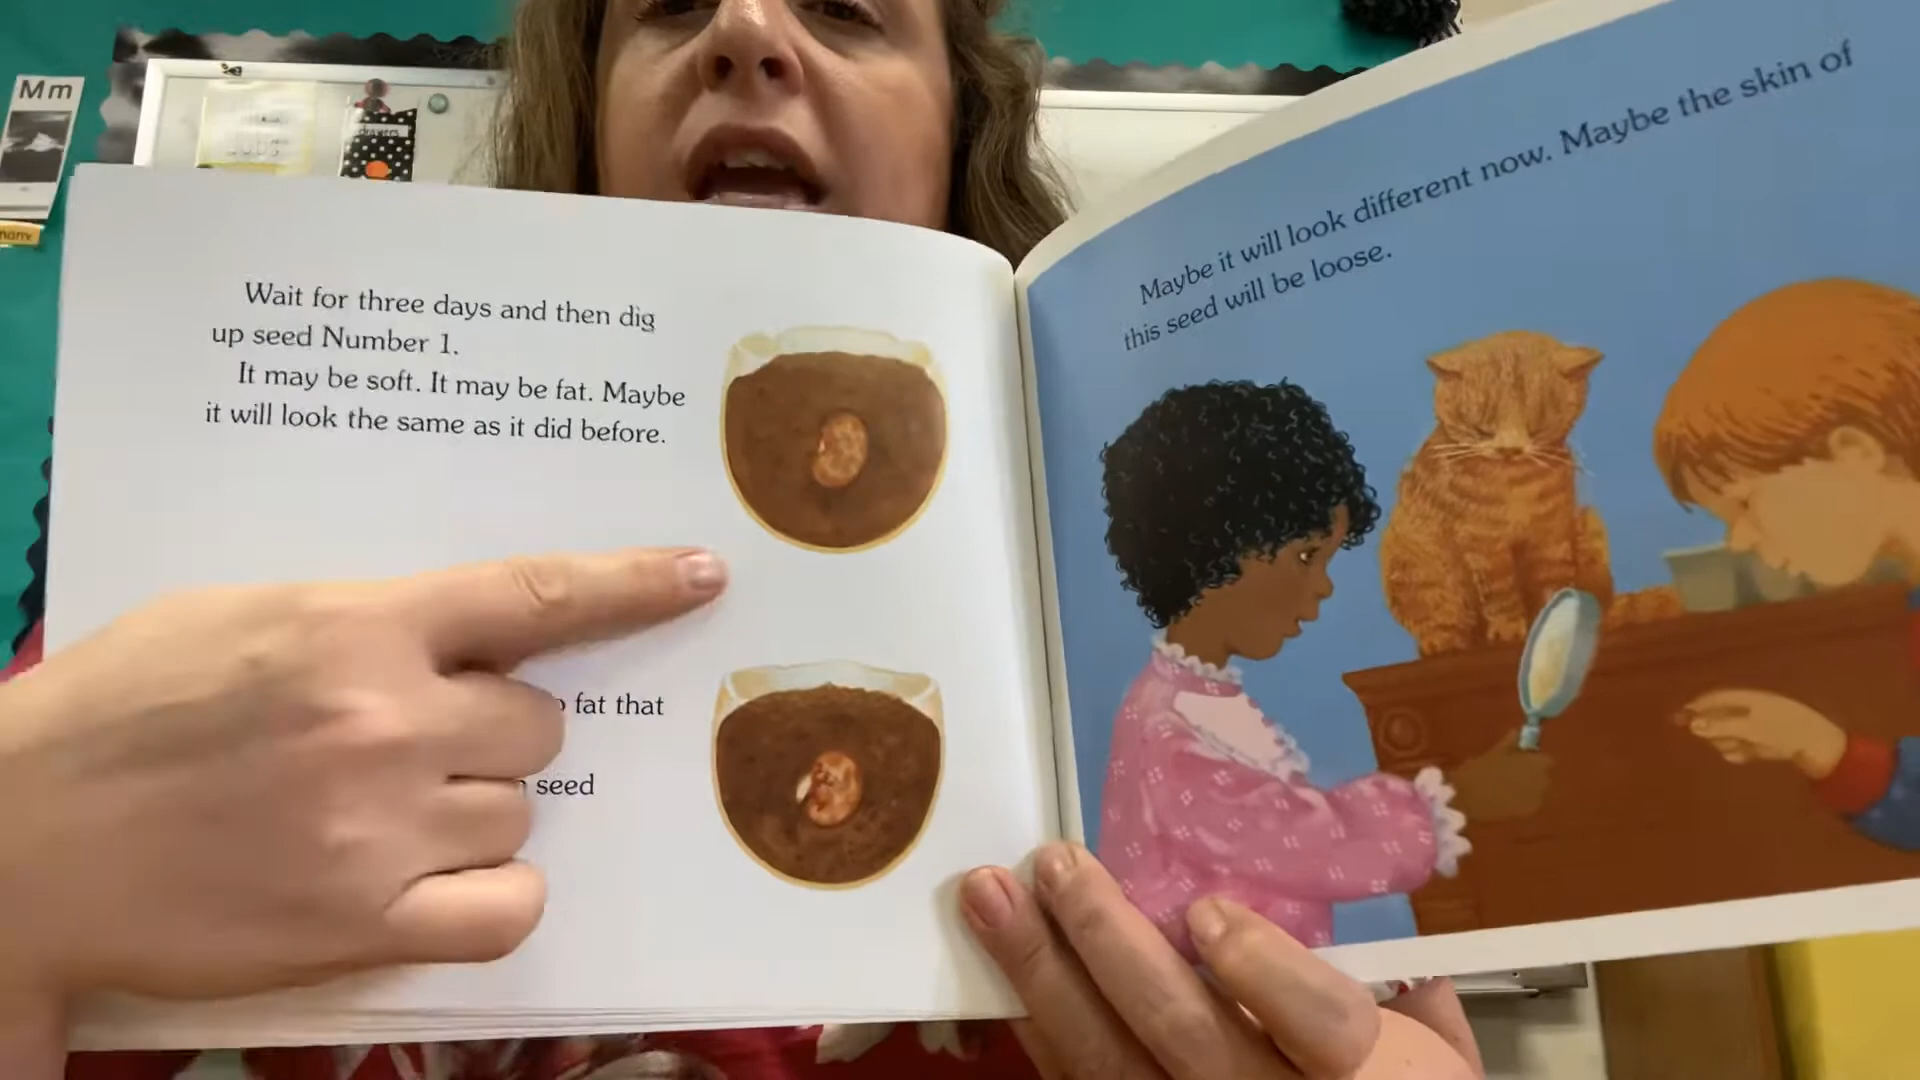 Mm
Wait for three days and then dig
up seed Number 1.
It may be soft. It may be fat. Maybe
it will look the same as it did before.
fat that
seed
Maybe it will look different now. Maybe the skin of
this seed will be loose.